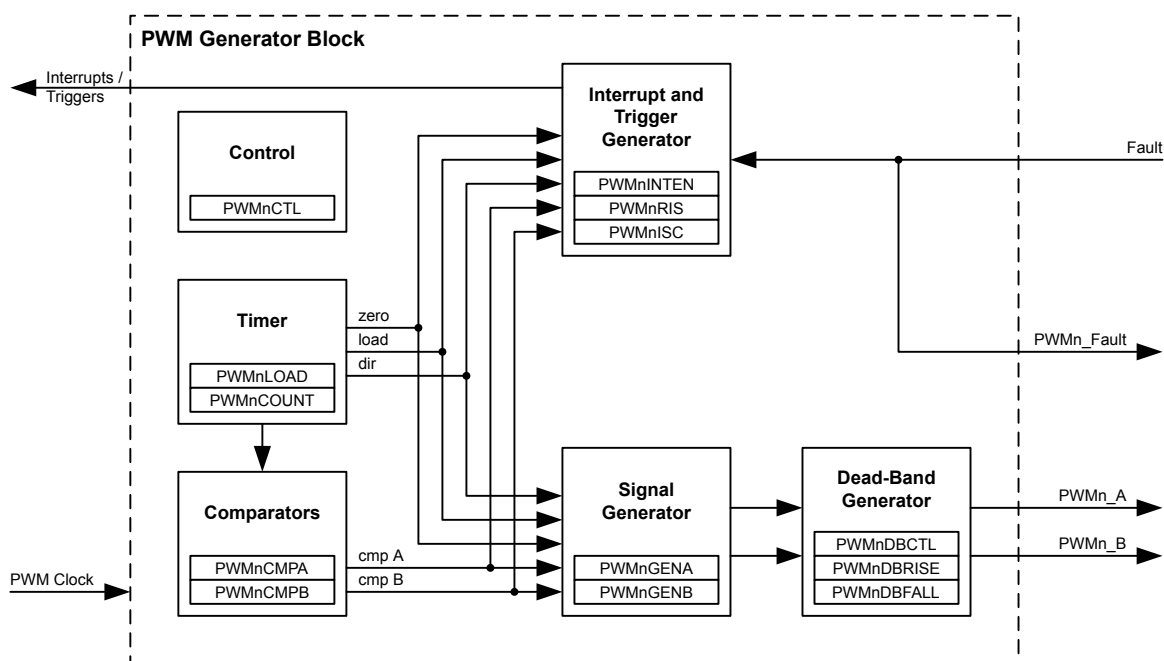 PWM Generator Block
Interrupts /
Triggers
Control
PWMnCTL
Interrupt and
Trigger
Generator
PWMnINTEN
PWMnRIS
PWMnISC
Fault
Timer
PWMnLOAD
PWMnCOUNT
zero
load
dir
PWMn_Fault
Comparators
PWMnCMPA
PWMnCMPB
cmp A
cmp B
PWM Clock
Signal
Generator
PWMnGENA
PWMnGENB
Dead-Band
Generator
PWMnDBCTL
PWMnDBRISE
PWMnDBFALL
PWMn_A
PWMn_B